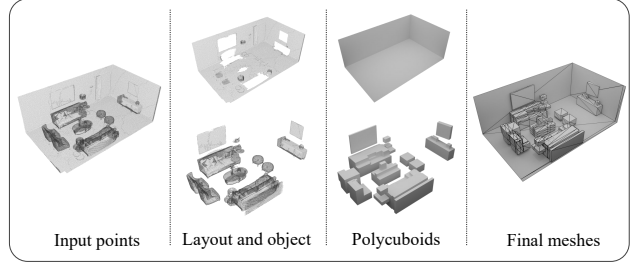 Input points
Layout and object
Polycuboids
Final meshes